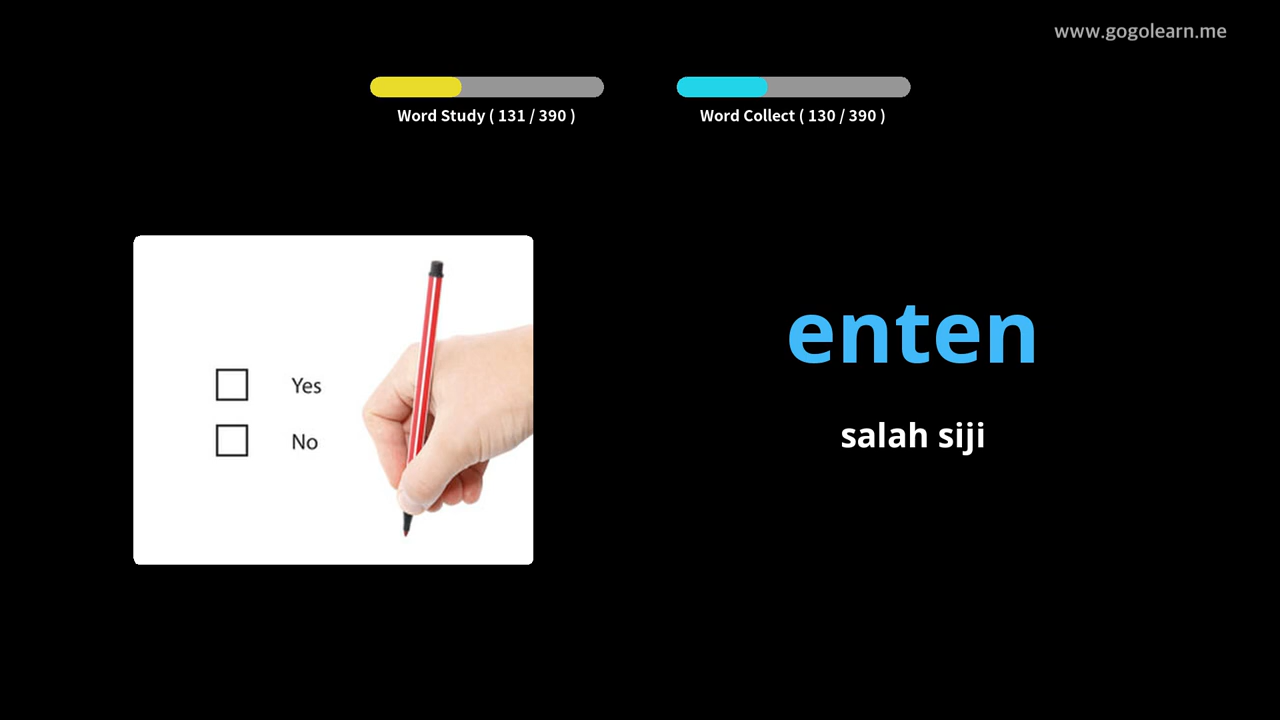 www.gogolearn.me
Word Study ( 131 / 390 )
Word Collect ( 130 / 390 )
Yes
No
enten
salah siji